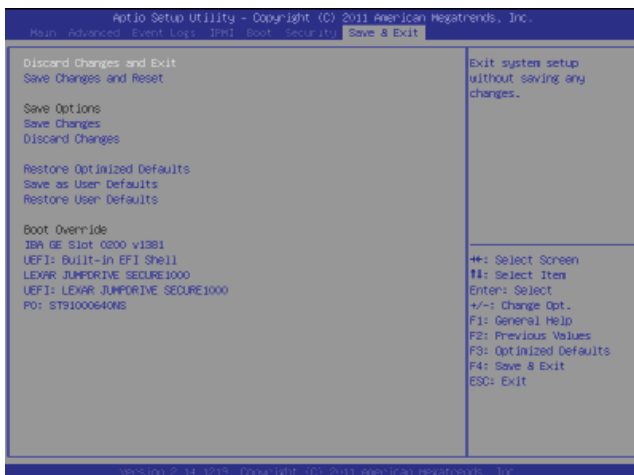 Aptio Setup Utility - Copyright (C) 2011 American Megatrends, Inc.
Main Advanced Event Logs IPMI Boot Security Save & Exit
Discard Changes and Exit
Save Changes and Reset
Save Options
Save Changes
Discard Changes
Restore Optimized Defaults
Save as User Defaults
Restore User Defaults
Boot Override
IBA GE Slot 0200 v1381
UEFI: Built-in EFI Shell
LEXAR JUMPDRIVE SECURE1000
UEFI: LEXAR JUMPDRIVE SECURE1000
P0: ST91000640NS
Exit system setup
without saving any
changes.
→←: Select Screen
↑↓: Select Item
Enter: Select
+/-: Change Opt.
F1: General Help
F2: Previous Values
F3: Optimized Defaults
F4: Save & Exit
ESC: Exit
Version 2.14.1219. Copyright (C) 2011 American Megatrends, Inc.